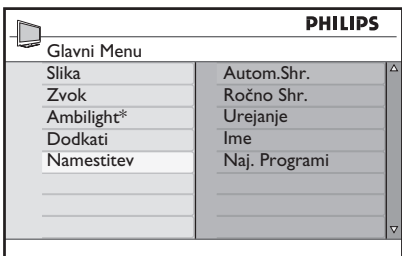 PHILIPS
Glavni Menu
Slika
Zvok
Ambilight*
Dodkati
Namestitev
Autom.Shr.
Ročno Shr.
Urejanje
Ime
Naj. Programi